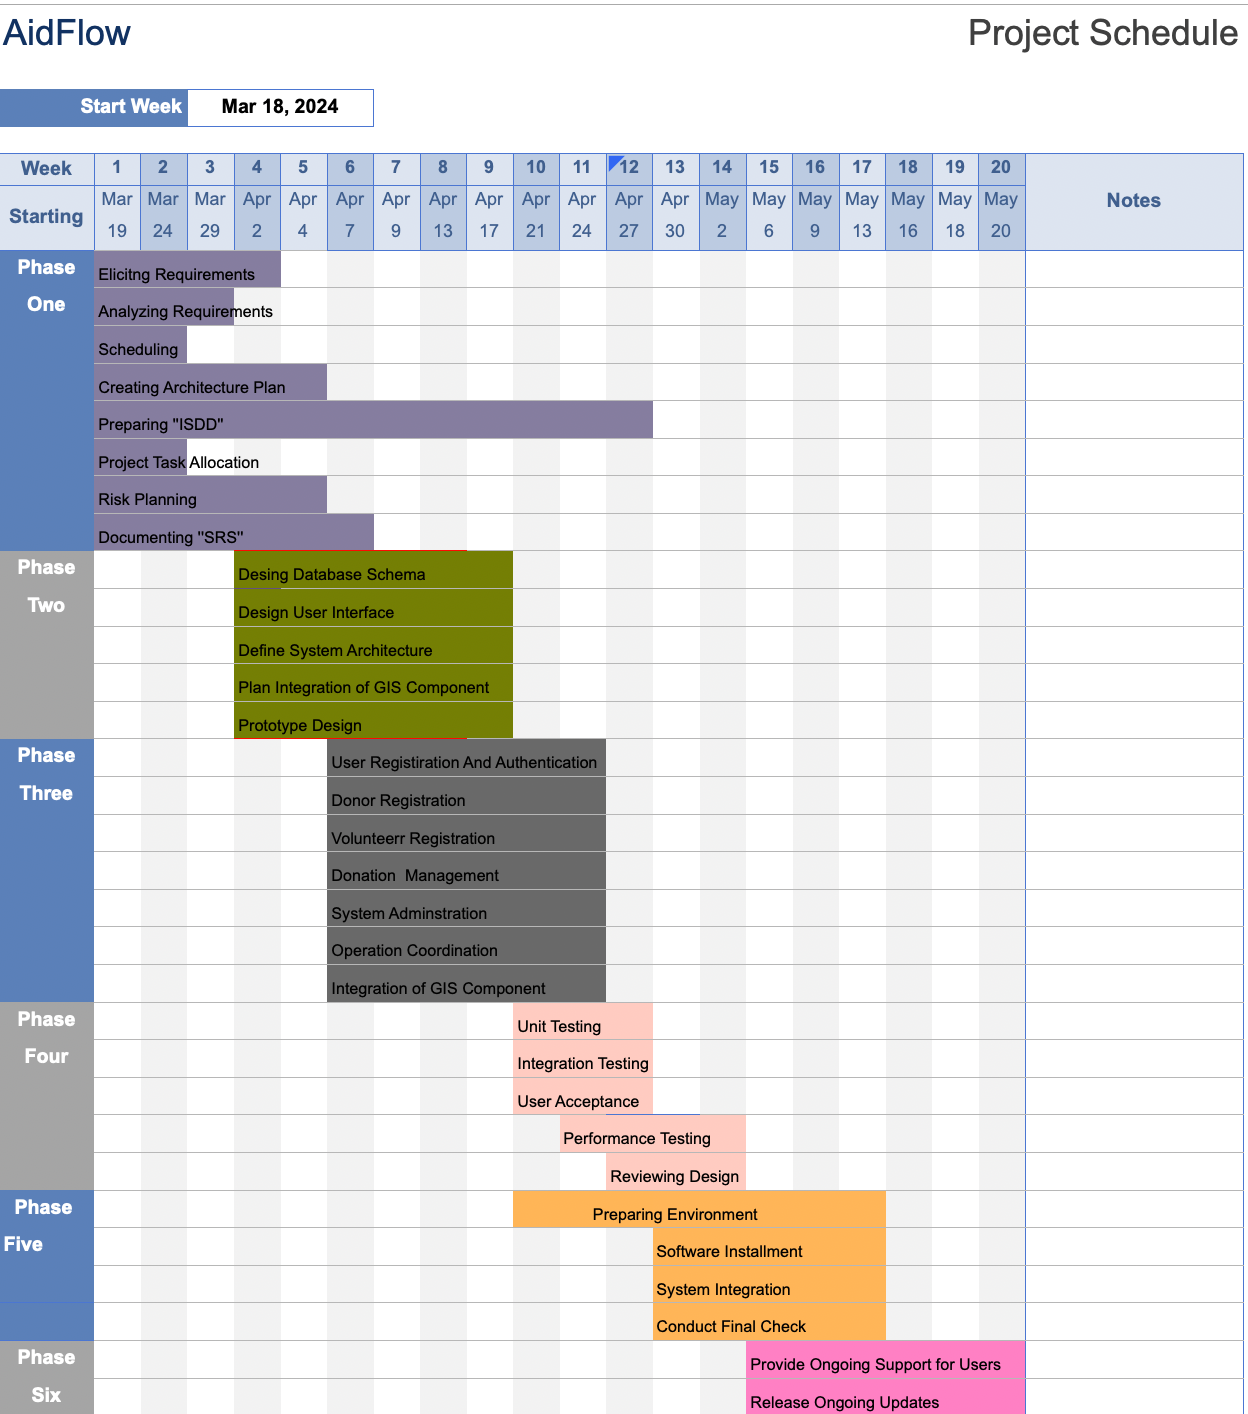 AidFlow Project Schedule
Start Week Mar 18, 2024
Week 1 2 3 4 5 6 7 8 9 10 11 12 13 14 15 16 17 18 19 20
Starting Mar Mar Mar Apr Apr Apr Apr Apr Apr Apr Apr Apr Apr May May May May May May May Notes
19 24 29 2 4 7 9 13 17 21 24 27 30 2 6 9 13 16 18 20
Phase Elicitng Requirements
One Analyzing Requirements
Scheduling
Creating Architecture Plan
Preparing "ISDD"
Project Task Allocation
Risk Planning
Documenting "SRS"
Phase Desing Database Schema
Two Design User Interface
Define System Architecture
Plan Integration of GIS Component
Prototype Design
Phase User Registiration And Authentication
Three Donor Registration
Volunteerr Registration
Donation  Management
System Adminstration
Operation Coordination
Integration of GIS Component
Phase Unit Testing
Four Integration Testing
User Acceptance
Performance Testing
Reviewing Design
Phase Preparing Environment
Five Software Installment
System Integration
Conduct Final Check
Phase Provide Ongoing Support for Users
Six Release Ongoing Updates